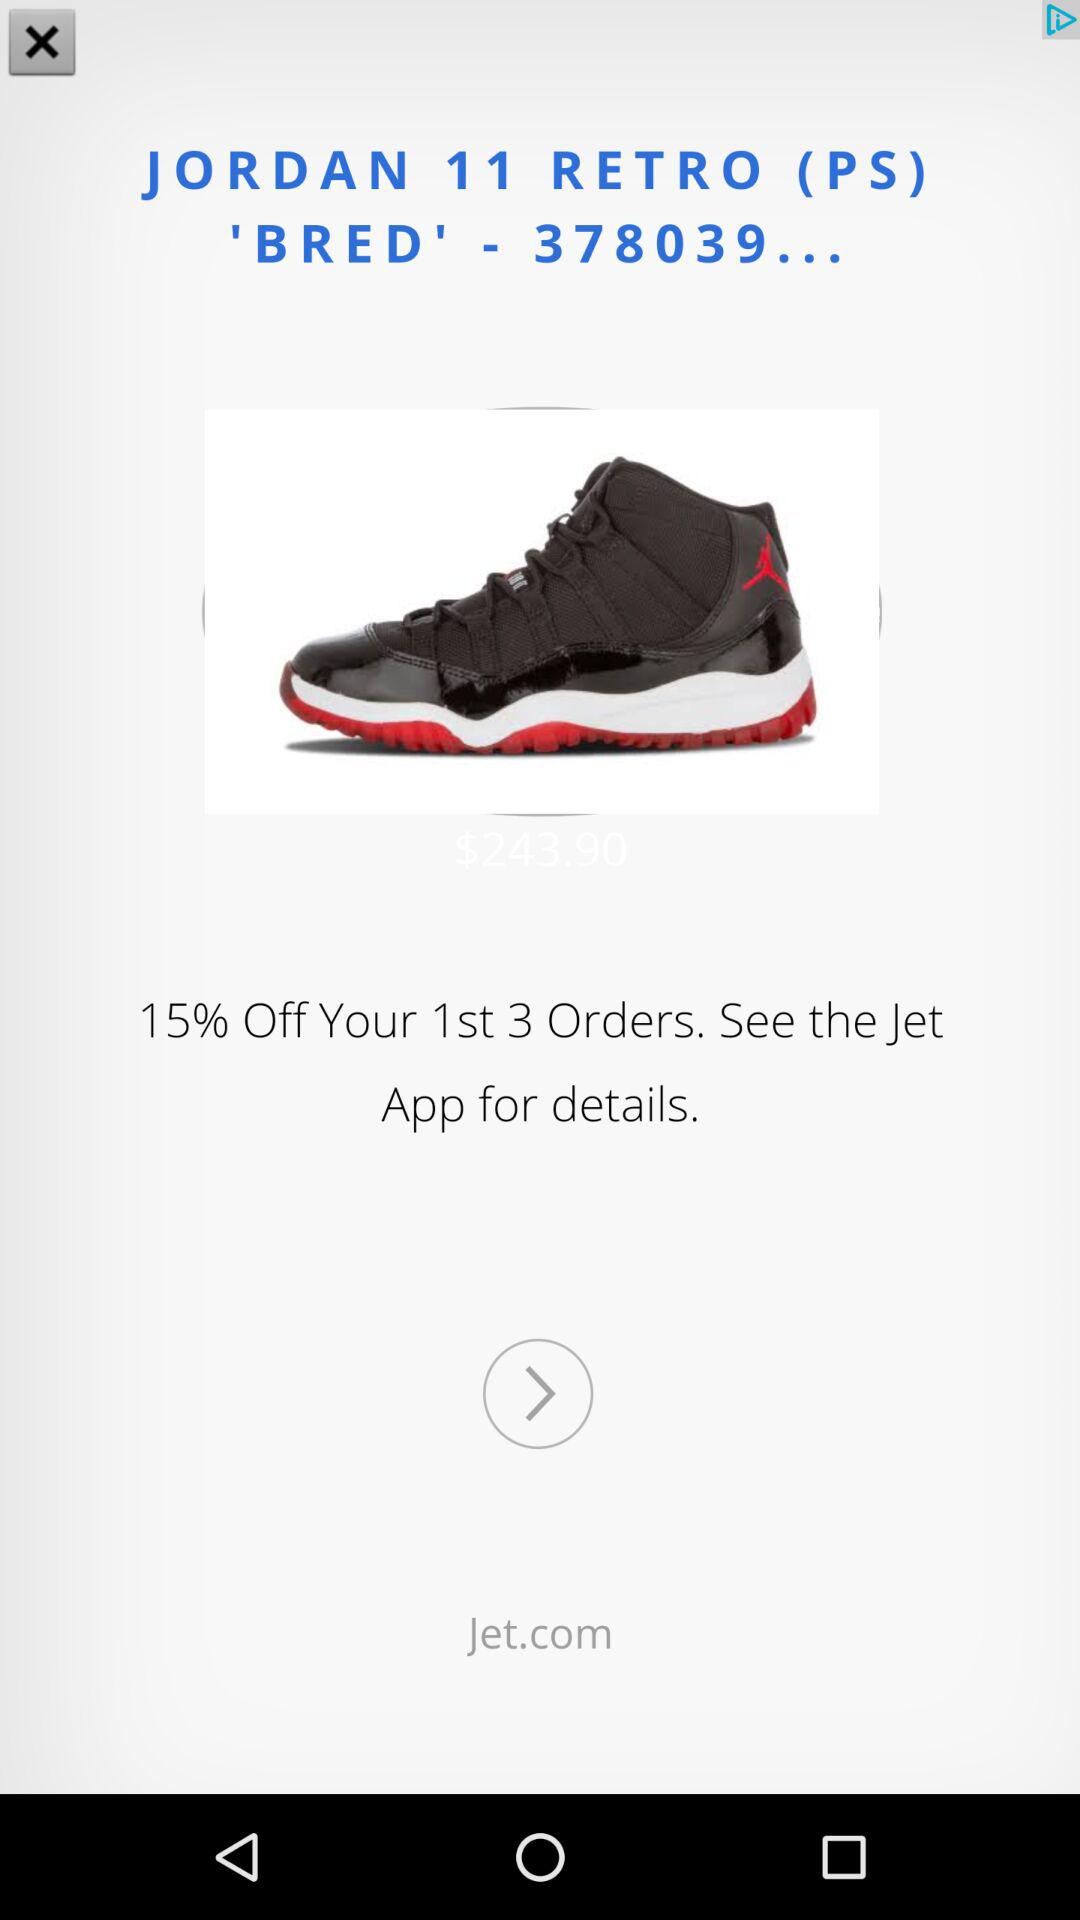 JORDAN 11 RETRO (PS)
'BRED' - 378039...
$243.90
15% Off Your 1st 3 Orders. See the Jet
App for details.
Jet.com